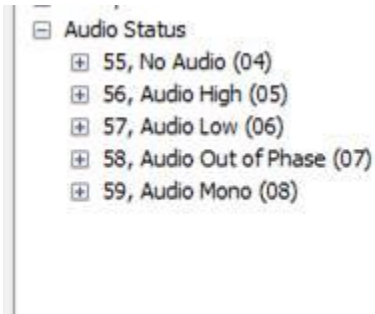 Audio Status
55, No Audio (04)
56, Audio High (05)
57, Audio Low (06)
58, Audio Out of Phase (07)
59, Audio Mono (08)